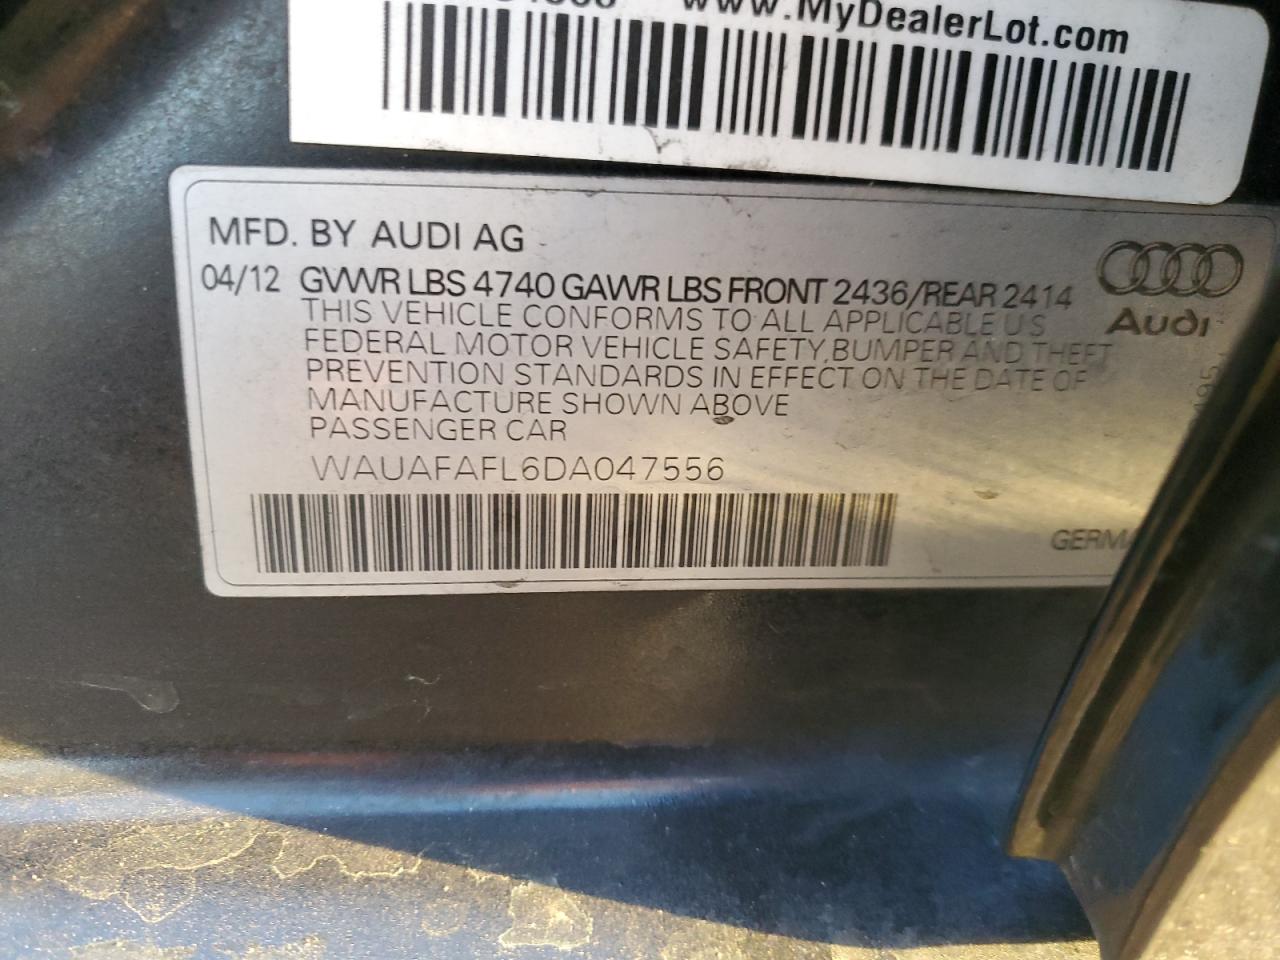 www.MyDealerLot.com
MFD. BY AUDI AG
04/12 GVWR LBS 4740 GAWR LBS FRONT 2436/REAR 2414
THIS VEHICLE CONFORMS TO ALL APPLICABLE US
FEDERAL MOTOR VEHICLE SAFETY,BUMPER AND THEFT
PREVENTION STANDARDS IN EFFECT ON THE DATE OF
MANUFACTURE SHOWN ABOVE
PASSENGER CAR
WAUAFAFL6DA047556
Audi
GERMA